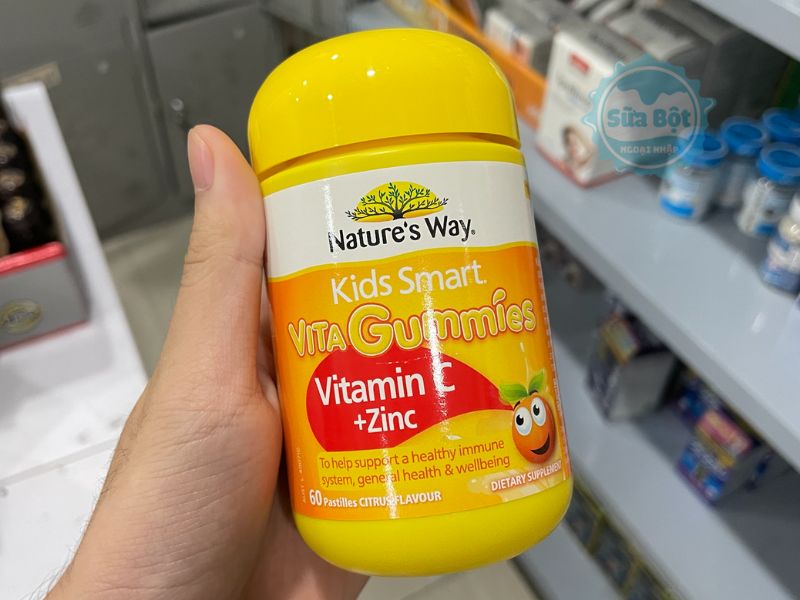 Sữa Bột
NGOẠI NHẬP
Nature's Way®
Kids Smart.
VITA GUMMIES
Vitamin C
+Zinc
To help support a healthy immune
system, general health & wellbeing
DIETARY SUPPLEMENT
60 Pastilles CITRUS FLAVOUR